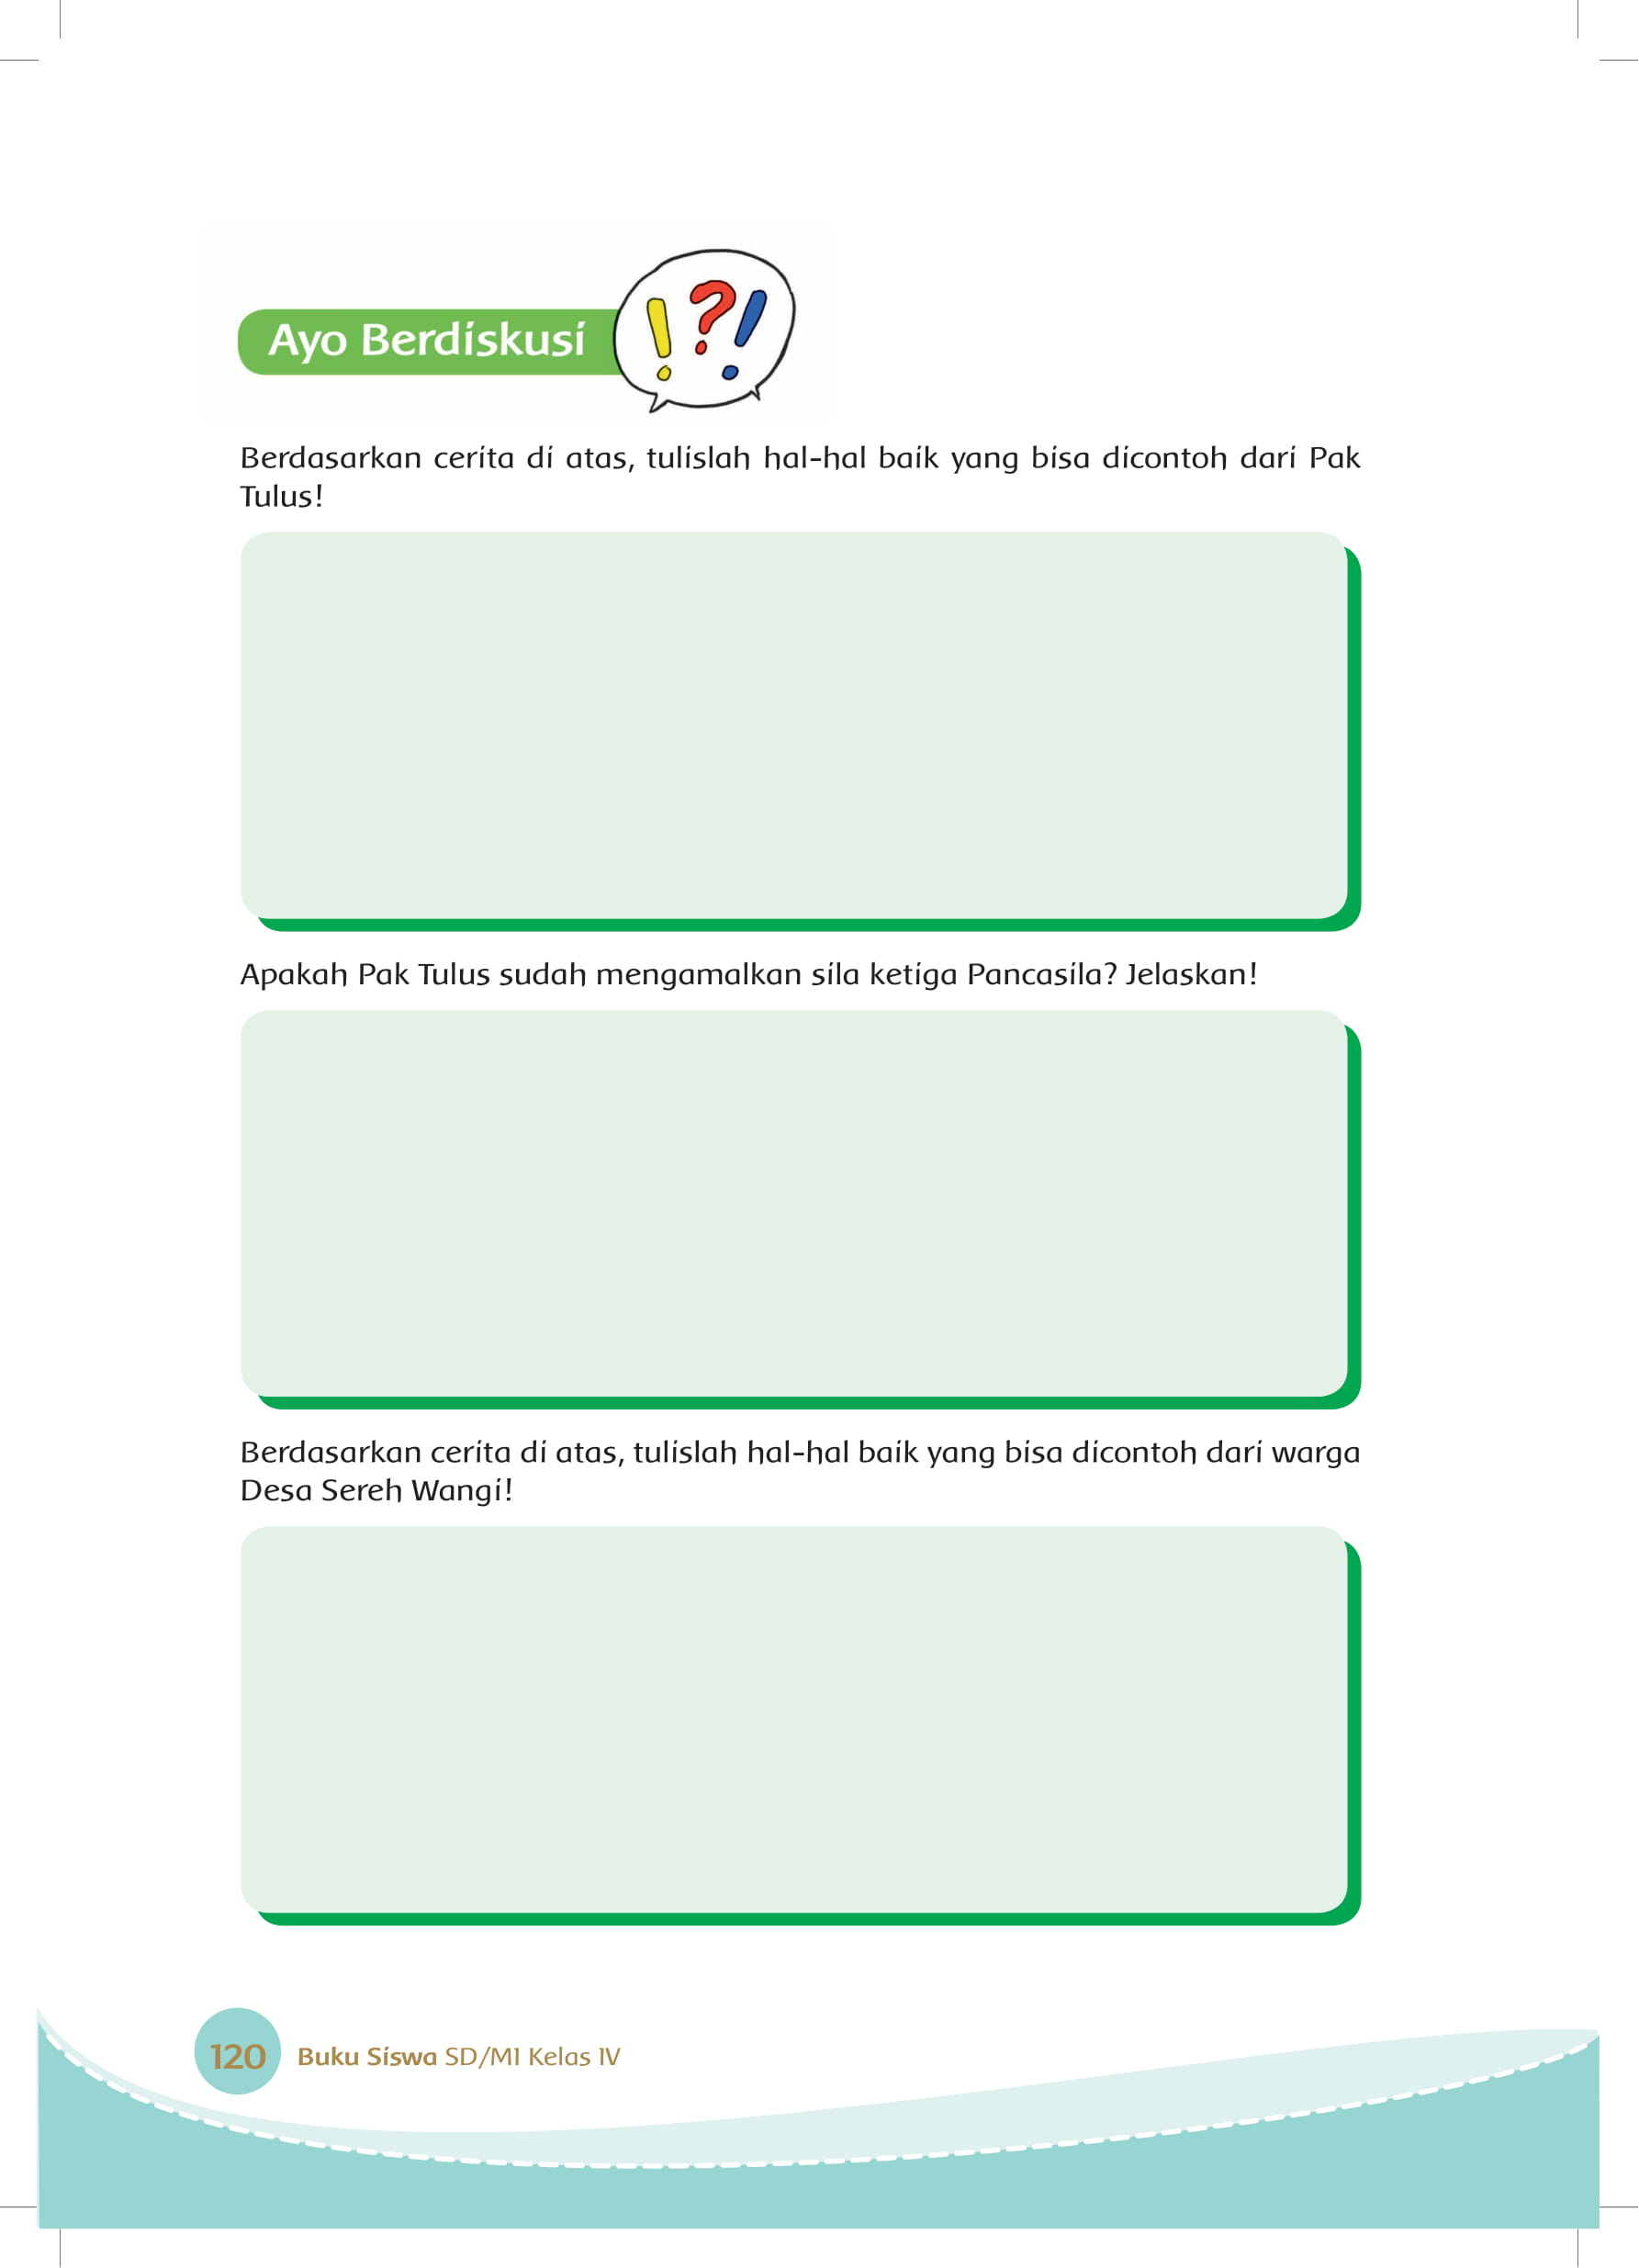 Ayo Berdiskusi
Berdasarkan cerita di atas, tulislah hal-hal baik yang bisa dicontoh dari Pak
Tulus!
Apakah Pak Tulus sudah mengamalkan sila ketiga Pancasila? Jelaskan!
Berdasarkan cerita di atas, tulislah hal-hal baik yang bisa dicontoh dari warga
Desa Sereh Wangi!
120 Buku Siswa SD/MI Kelas IV